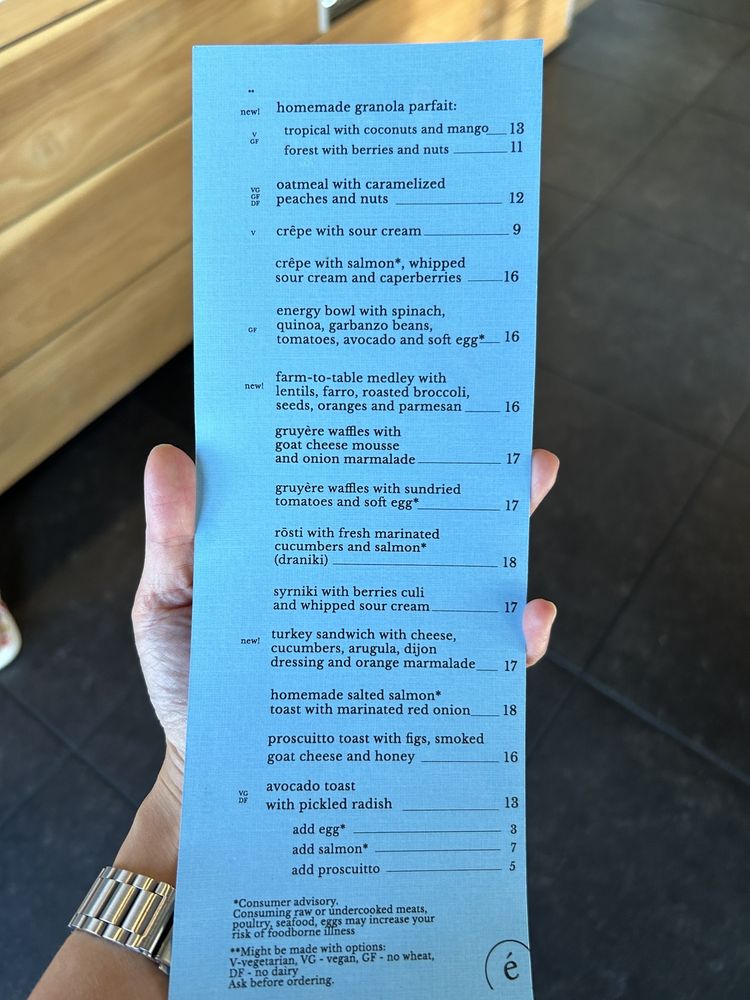 **
new! homemade granola parfait:
V tropical with coconuts and mango 13
GF forest with berries and nuts 11
VG oatmeal with caramelized
GF peaches and nuts 12
DF
V crêpe with sour cream 9
crêpe with salmon*, whipped
sour cream and caperberries 16
energy bowl with spinach,
GF quinoa, garbanzo beans,
tomatoes, avocado and soft egg* 16
farm-to-table medley with
new! lentils, farro, roasted broccoli,
seeds, oranges and parmesan 16
gruyère waffles with
goat cheese mousse
and onion marmalade 17
gruyère waffles with sundried
tomatoes and soft egg* 17
rōsti with fresh marinated
cucumbers and salmon*
(draniki) 18
syrniki with berries culi
and whipped sour cream 17
new! turkey sandwich with cheese,
cucumbers, arugula, dijon
dressing and orange marmalade 17
homemade salted salmon*
toast with marinated red onion 18
proscuitto toast with figs, smoked
goat cheese and honey 16
VG avocado toast
DF with pickled radish 13
add egg* 3
add salmon* 7
add proscuitto 5
*Consumer advisory.
Consuming raw or undercooked meats,
poultry, seafood, eggs may increase your
risk of foodborne illness
**Might be made with options:
V-vegetarian, VG - vegan, GF - no wheat,
DF - no dairy
Ask before ordering.
é